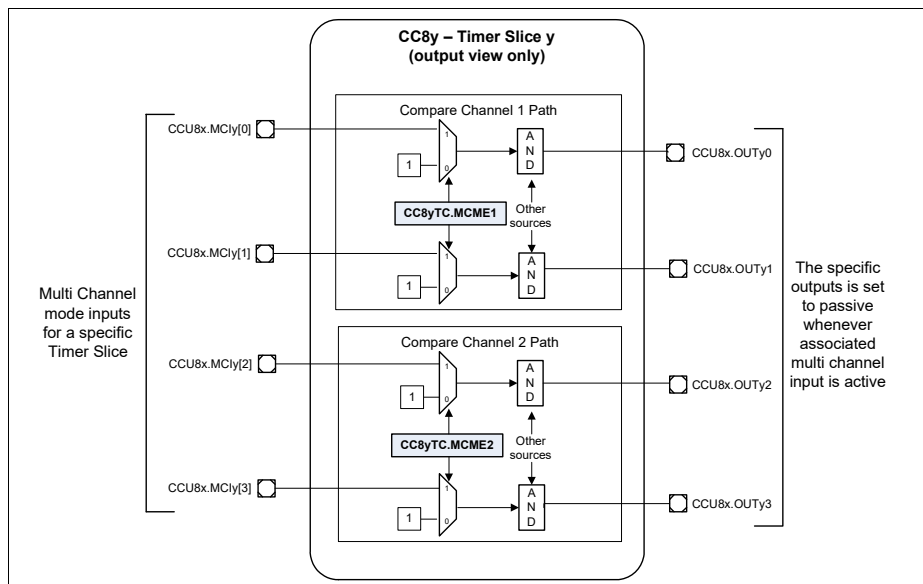 CC8y – Timer Slice y
(output view only)
Compare Channel 1 Path
CCU8x.MCIy[0]
1
1
0
A
N
D
CCU8x.OUTy0
CC8yTC.MCME1
Other
sources
CCU8x.MCIy[1]
1
1
0
A
N
D
CCU8x.OUTy1
Multi Channel
mode inputs
for a specific
Timer Slice
The specific
outputs is set
to passive
whenever
associated
multi channel
input is active
Compare Channel 2 Path
CCU8x.MCIy[2]
1
1
0
A
N
D
CCU8x.OUTy2
CC8yTC.MCME2
Other
sources
CCU8x.MCIy[3]
1
1
0
A
N
D
CCU8x.OUTy3